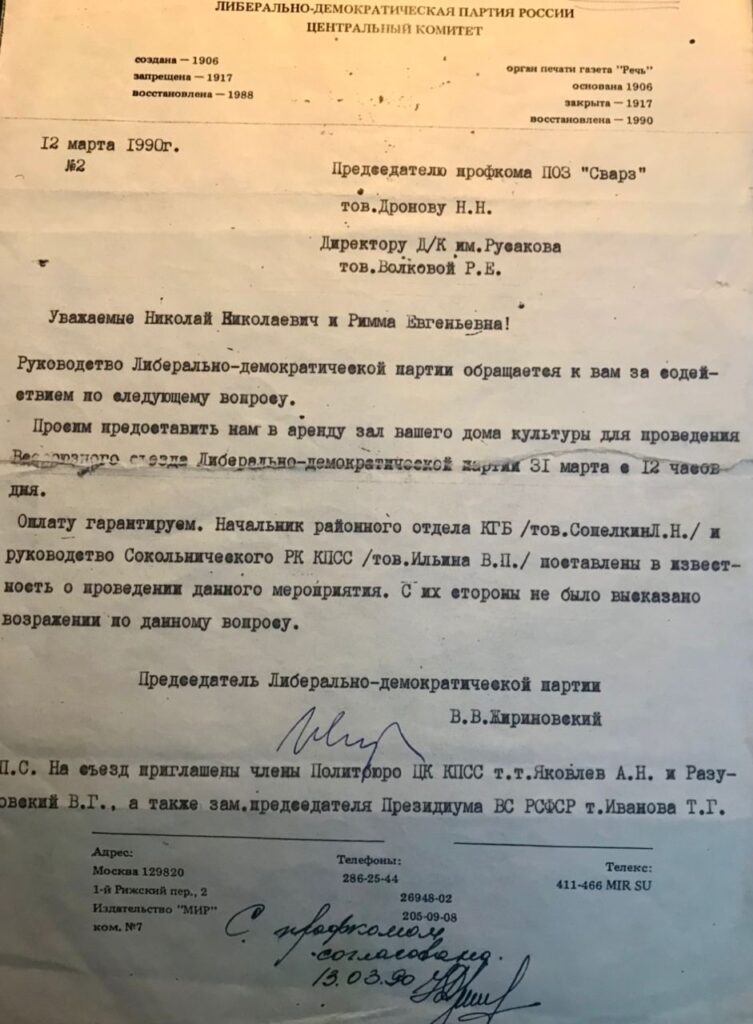 ЛИБЕРАЛЬНО-ДЕМОКРАТИЧЕСКАЯ ПАРТИЯ РОССИИ
ЦЕНТРАЛЬНЫЙ КОМИТЕТ
создана — 1906
запрещена — 1917
восстановлена — 1988
орган печати газета "Речь"
основана 1906
закрыта — 1917
восстановлена — 1990
12 марта 1990г.
№2
Председателю профкома ПОЗ "Сварз"
тов.Дронову Н.Н.
Директору Д/К им.Русакова
тов.Волковой Р.Е.
Уважаемые Николай Николаевич и Римма Евгеньевна!
Руководство Либерально-демократической партии обращается к вам за содей-
ствием по следующему вопросу.
Просим предоставить нам в аренду зал вашего дома культуры для проведения
Всесоюзного съезда Либерально-демократической партии 31 марта с 12 часов
дня.
Оплату гарантируем. Начальник районного отдела КГБ /тов.СопелкинЛ.Н./ и
руководство Сокольнического РК КПСС /тов.Ильина В.П./ поставлены в извест-
ность о проведении данного мероприятия. С их стороны не было высказано
возражении по данному вопросу.
Председатель Либерально-демократической партии
В.В.Жириновский
П.С. На съезд приглашены члены Политбюро ЦК КПСС т.т.Яковлев А.Н. и Разу-
овский В.Г., а также зам.председателя Президиума ВС РСФСР т.Иванова Т.Г.
Адрес:
Москва 129820
1-й Рижский пер., 2
Издательство "МИР"
ком. №7
Телефоны:
286-25-44
26948-02
205-09-08
Телекс:
411-466 MIR SU
С профкомом
согласовано.
13.03.90